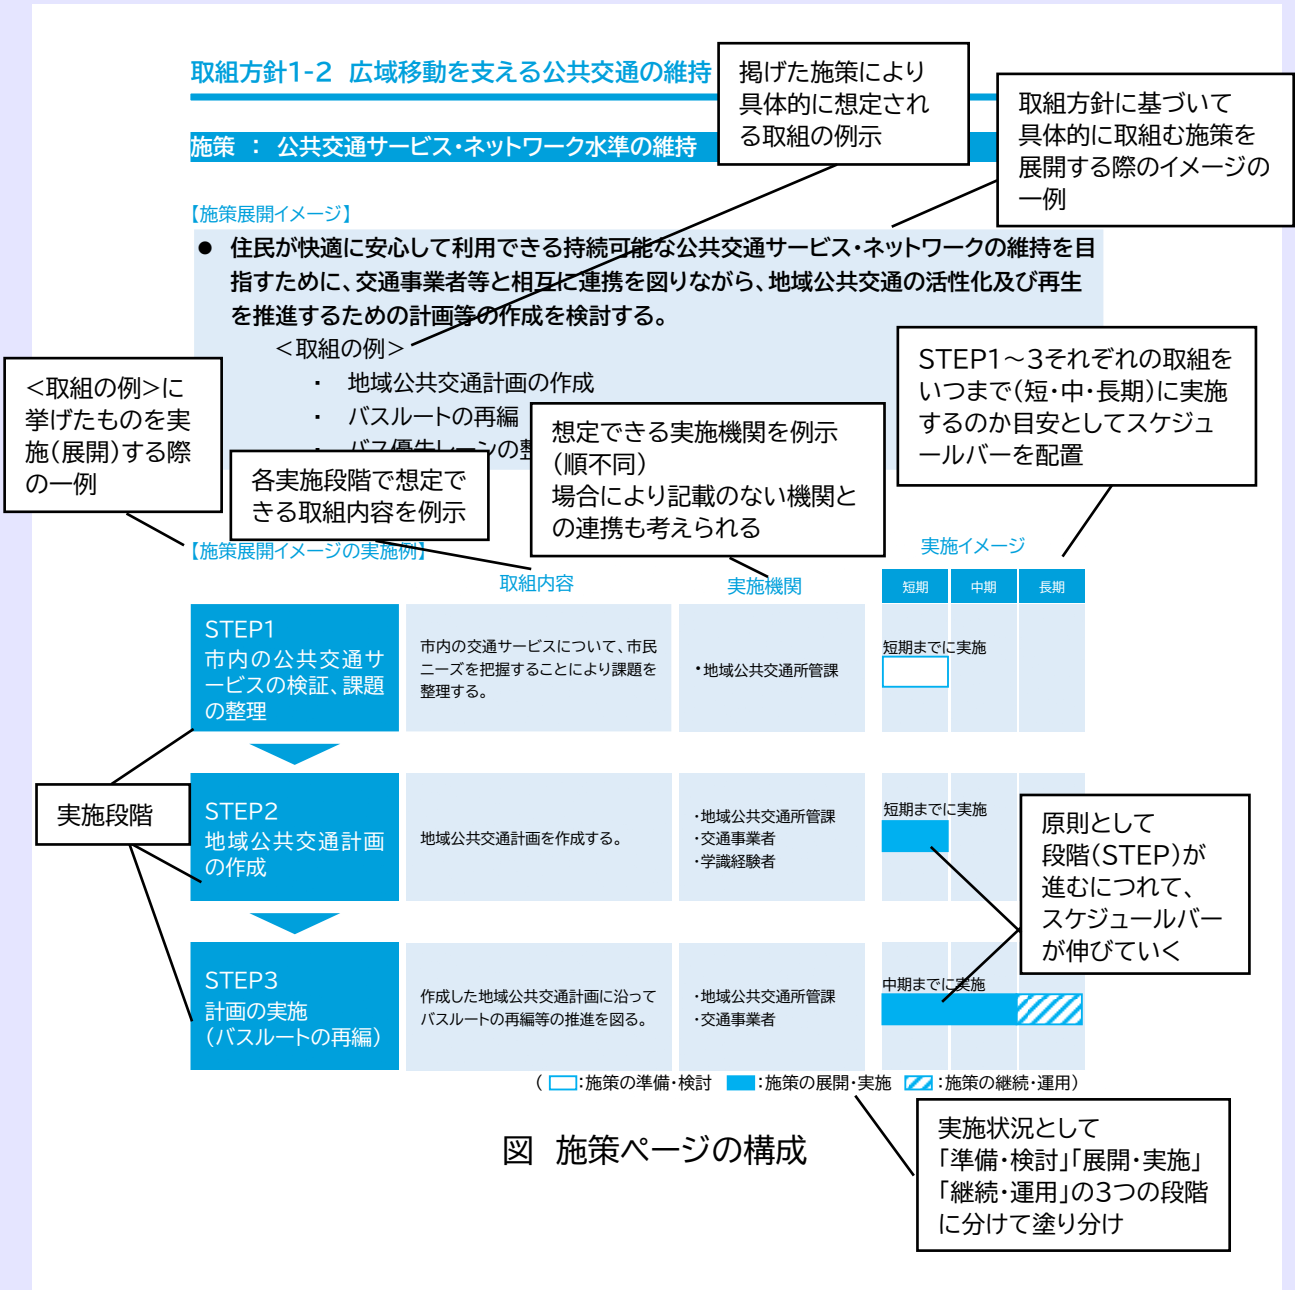 取組方針1-2　広域移動を支える公共交通の維持
掲げた施策により
具体的に想定され
る取組の例示
取組方針に基づいて
具体的に取組む施策を
展開する際のイメージの
一例
施策 ： 公共交通サービス・ネットワーク水準の維持
【施策展開イメージ】
● 住民が快適に安心して利用できる持続可能な公共交通サービス・ネットワークの維持を目
指すために、交通事業者等と相互に連携を図りながら、地域公共交通の活性化及び再生
を推進するための計画等の作成を検討する。
＜取組の例＞
・ 地域公共交通計画の作成
・ バスルートの再編
・ バス優先レーンの整
<取組の例>に
挙げたものを実
施(展開)する際
の一例
各実施段階で想定で
きる取組内容を例示
想定できる実施機関を例示
(順不同)
場合により記載のない機関と
の連携も考えられる
STEP1～3それぞれの取組を
いつまで(短・中・長期)に実施
するのか目安としてスケジュ
ールバーを配置
【施策展開イメージの実施例】
取組内容
実施機関
実施イメージ
短期 中期 長期
STEP1
市内の公共交通サ
ービスの検証、課題
の整理
市内の交通サービスについて、市民
ニーズを把握することにより課題を
整理する。
・地域公共交通所管課
短期までに実施
実施段階
STEP2
地域公共交通計画
の作成
地域公共交通計画を作成する。
・地域公共交通所管課
・交通事業者
・学識経験者
短期までに実施
原則として
段階(STEP)が
進むにつれて、
スケジュールバー
が伸びていく
STEP3
計画の実施
(バスルートの再編)
作成した地域公共交通計画に沿って
バスルートの再編等の推進を図る。
・地域公共交通所管課
・交通事業者
中期までに実施
( :施策の準備・検討 :施策の展開・実施 :施策の継続・運用)
図　施策ページの構成
実施状況として
「準備・検討」「展開・実施」
「継続・運用」の3つの段階
に分けて塗り分け